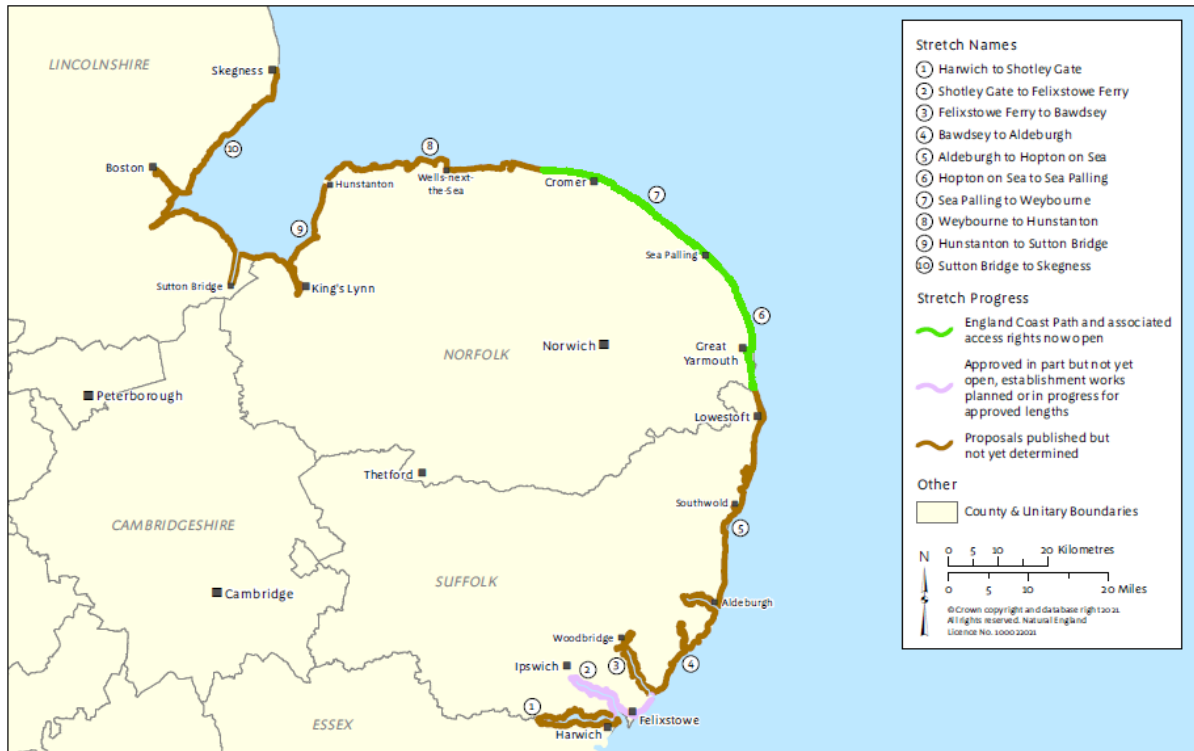 LINCOLNSHIRE
Skegness
10
Boston
8
Hunstanton
Wells-next-
the-Sea
Cromer
7
9
Sea Palling
Sutton Bridge
King's Lynn
6
NORFOLK
Norwich
Great
Yarmouth
Peterborough
Lowestoft
Thetford
Southwold
CAMBRIDGESHIRE
5
SUFFOLK
Cambridge
Aldeburgh
Woodbridge
Ipswich
2
3
4
1
Felixstowe
ESSEX
Harwich
Stretch Names
1 Harwich to Shotley Gate
2 Shotley Gate to Felixstowe Ferry
3 Felixstowe Ferry to Bawdsey
4 Bawdsey to Aldeburgh
5 Aldeburgh to Hopton on Sea
6 Hopton on Sea to Sea Palling
7 Sea Palling to Weybourne
8 Weybourne to Hunstanton
9 Hunstanton to Sutton Bridge
10 Sutton Bridge to Skegness
Stretch Progress
England Coast Path and associated
access rights now open
Approved in part but not yet
open, establishment works
planned or in progress for
approved lengths
Proposals published but
not yet determined
Other
County & Unitary Boundaries
N
0 5 10 20 Kilometres
0 5 10 20 Miles
© Crown copyright and database right 2021
All rights reserved. Natural England
Licence No. 100022021